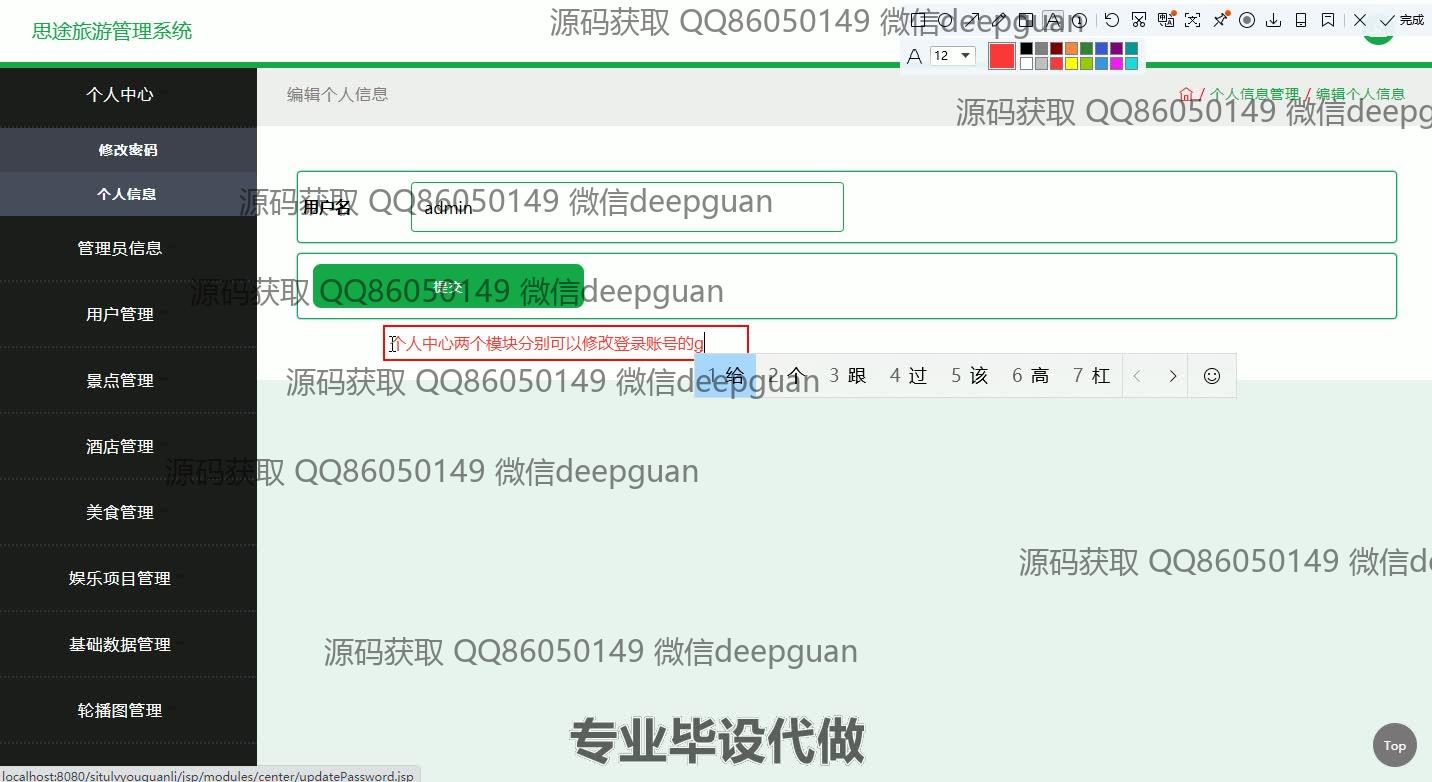 思途旅游管理系统
源码获取 QQ86050149 微信deepguan
完成
A 12
个人中心
编辑个人信息
/ 个人信息管理 / 编辑个人信息
源码获取 QQ86050149 微信deepg
修改密码
个人信息
源码获取 QQ86050149 微信deepguan
用户名
admin
管理员信息
提交
源码获取 QQ86050149 微信deepguan
用户管理
个人中心两个模块分别可以修改登录账号的g
1 给 2 个 3 跟 4 过 5 该 6 高 7 杠
景点管理
源码获取 QQ86050149 微信deepguan
酒店管理
源码获取 QQ86050149 微信deepguan
美食管理
源码获取 QQ86050149 微信de
娱乐项目管理
基础数据管理
源码获取 QQ86050149 微信deepguan
轮播图管理
专业毕设代做
Top
localhost:8080/situlvyouguanli/jsp/modules/center/updatePassword.jsp